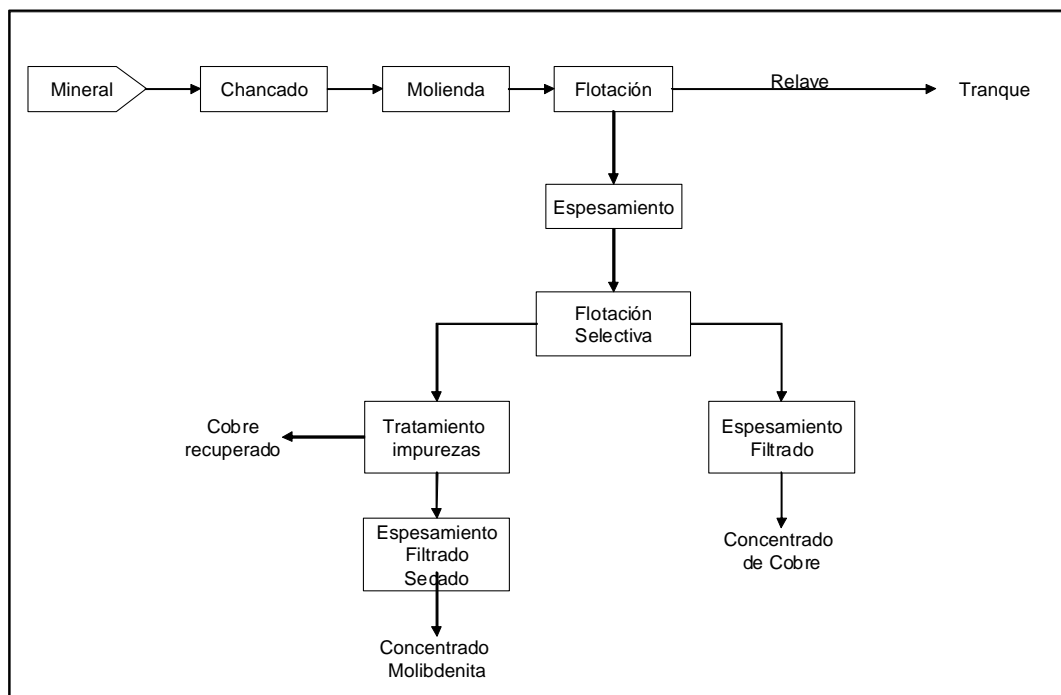 Mineral
Chancado
Molienda
Flotación
Relave
Tranque
Espesamiento
Flotación
Selectiva
Cobre
recuperado
Tratamiento
impurezas
Espesamiento
Filtrado
Espesamiento
Filtrado
Secado
Concentrado
de Cobre
Concentrado
Molibdenita